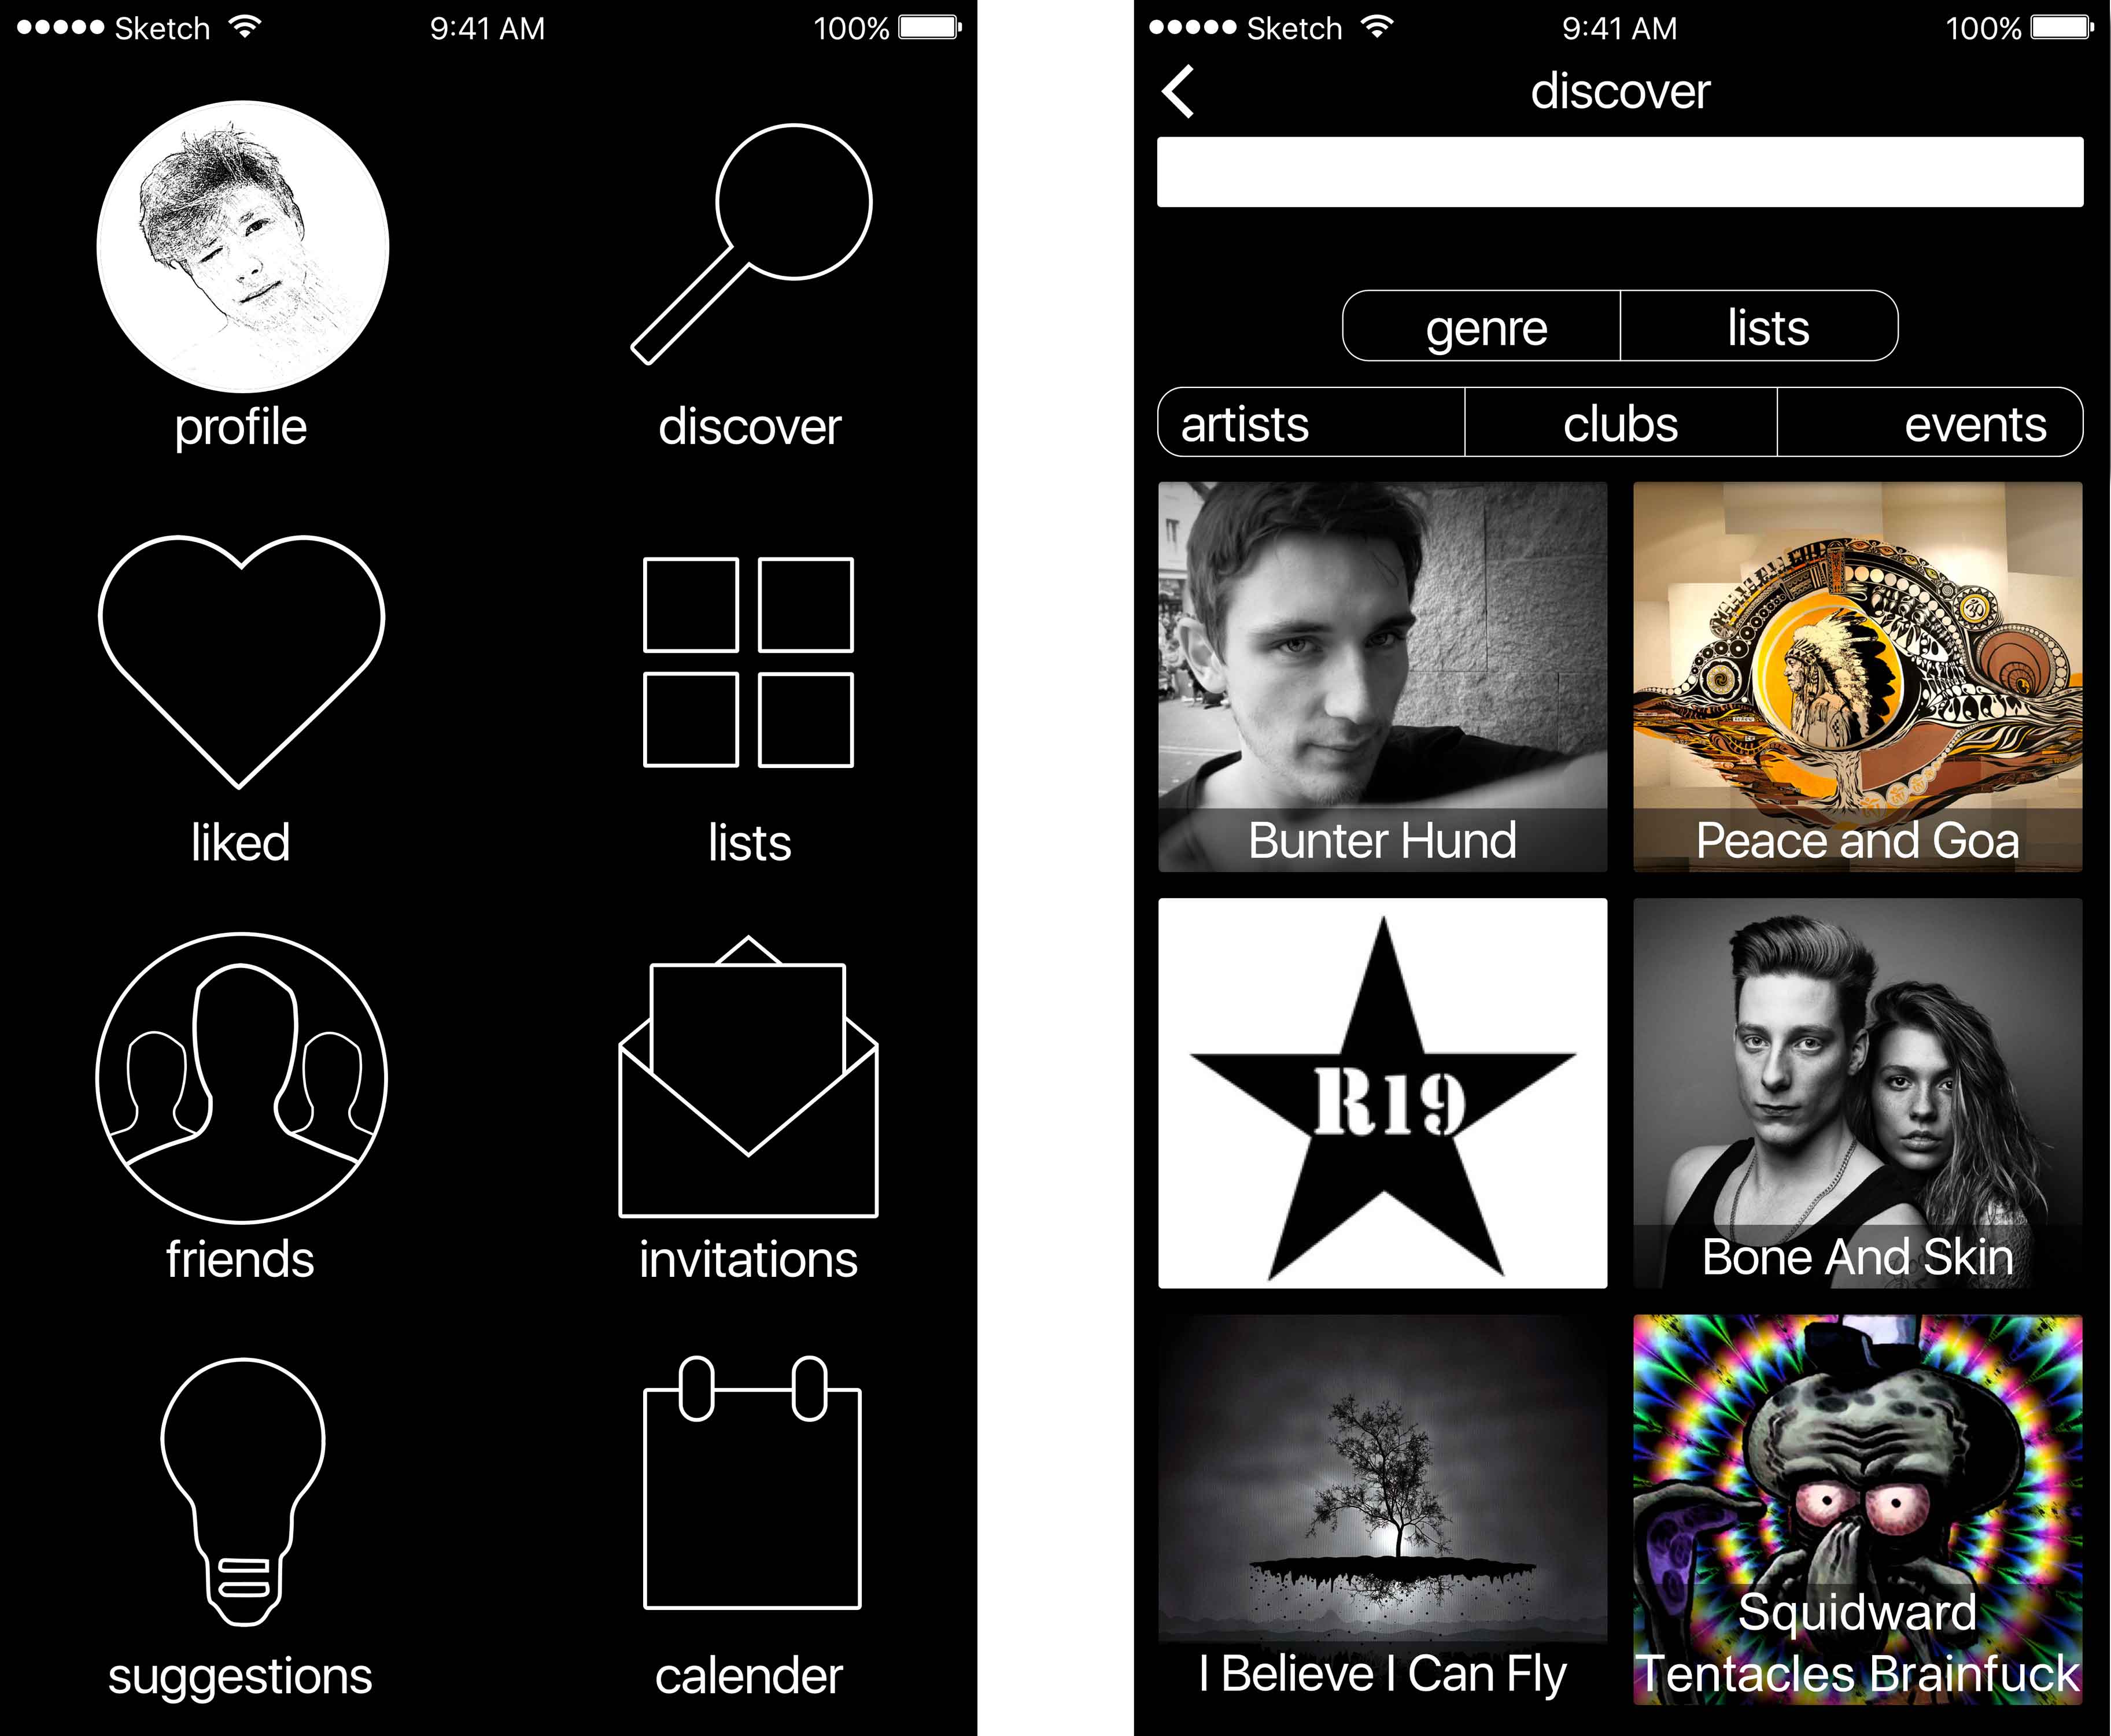 Sketch 9:41 AM 100%
profile discover
liked lists
friends invitations
suggestions calender
Sketch 9:41 AM 100%
discover
genre lists
artists clubs events
Bunter Hund Peace and Goa
R19
Bone And Skin
Squidward
I Believe I Can Fly Tentacles Brainfuck